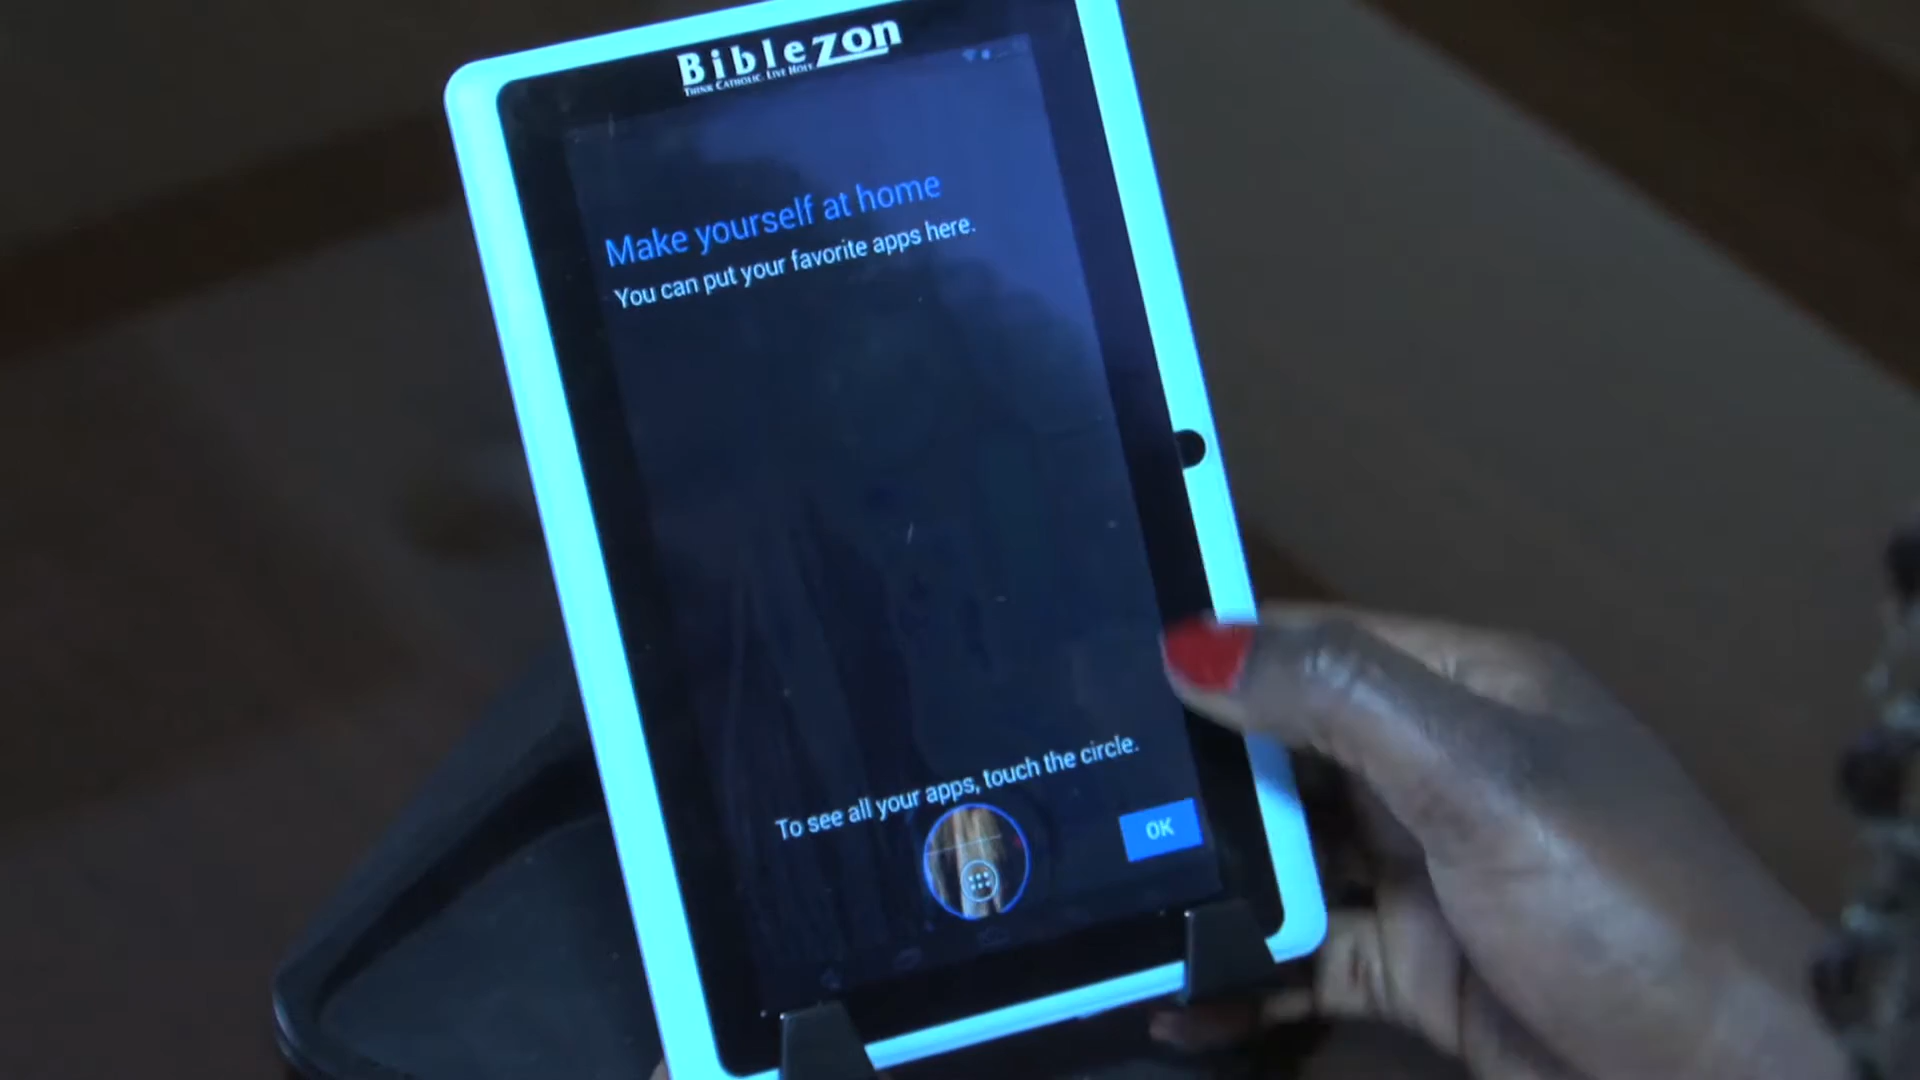 Biblezon
THINK CATHOLIC. LIVE HOLY.
Make yourself at home
You can put your favorite apps here.
To see all your apps, touch the circle.
OK